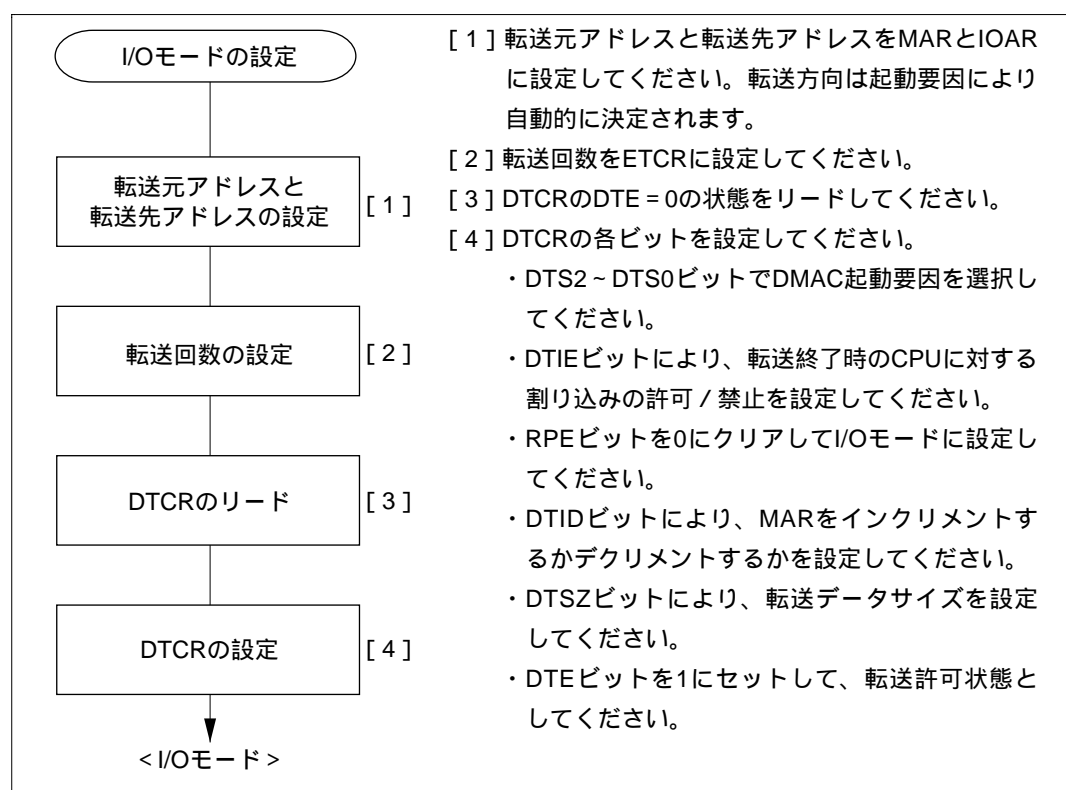 I/Oモードの設定
転送元アドレスと
転送先アドレスの設定
[1]
転送回数の設定
[2]
DTCRのリード
[3]
DTCRの設定
[4]
<I/Oモード>
[1]転送元アドレスと転送先アドレスをMARとIOAR
に設定してください。転送方向は起動要因により
自動的に決定されます。
[2]転送回数をETCRに設定してください。
[3]DTCRのDTE=0の状態をリードしてください。
[4]DTCRの各ビットを設定してください。
・DTS2~DTS0ビットでDMAC起動要因を選択し
てください。
・DTIEビットにより、転送終了時のCPUに対する
割り込みの許可/禁止を設定してください。
・RPEビットを0にクリアしてI/Oモードに設定し
てください。
・DTIDビットにより、MARをインクリメントす
るかデクリメントするかを設定してください。
・DTSZビットにより、転送データサイズを設定
してください。
・DTEビットを1にセットして、転送許可状態と
してください。